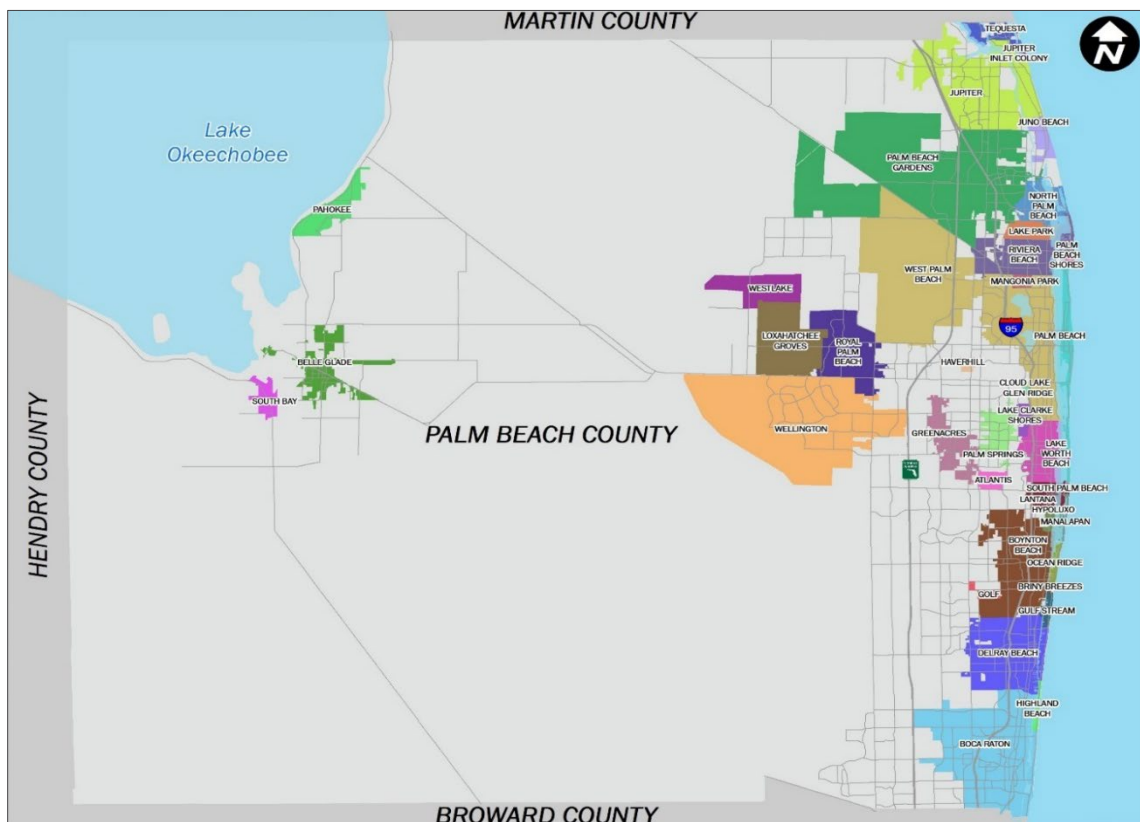 MARTIN COUNTY
TEQUESTA
N
JUPITER
INLET COLONY
JUPITER
JUNO BEACH
Lake
Okeechobee
PALM BEACH
GARDENS
PAHOKEE
NORTH
PALM
BEACH
LAKE PARK
RIVIERA
BEACH
PALM
BEACH
SHORES
WEST PALM
BEACH
MANGONIA PARK
WESTLAKE
LOXAHATCHEE
GROVES
ROYAL
PALM
BEACH
95
PALM BEACH
BELLE GLADE
HAVERHILL
CLOUD LAKE
GLEN RIDGE
SOUTH BAY
LAKE CLARKE
SHORES
PALM BEACH COUNTY
WELLINGTON
GREENACRES
LAKE
WORTH
BEACH
PALM SPRINGS
ATLANTIS
SOUTH PALM BEACH
LANTANA
HYPOLUXO
MANALAPAN
HENDRY COUNTY
BOYNTON
BEACH
OCEAN RIDGE
BRINY BREEZES
GOLF
GULF STREAM
DELRAY BEACH
HIGHLAND
BEACH
BOCA RATON
BROWARD COUNTY